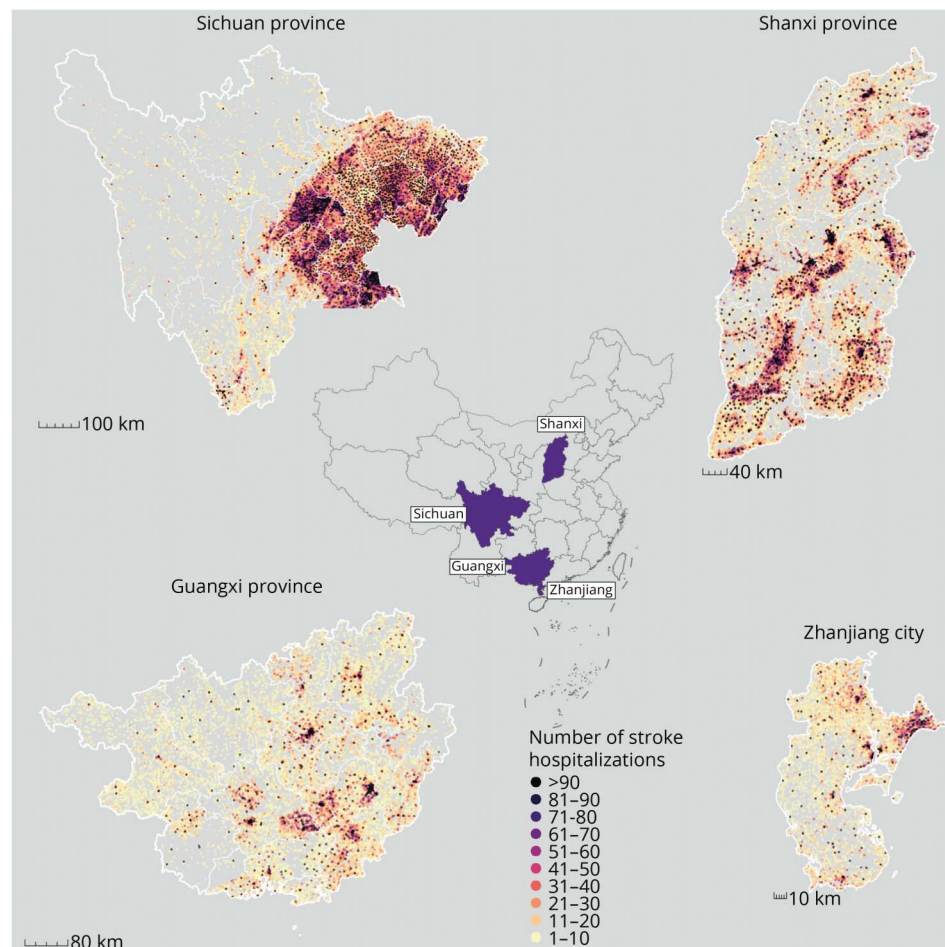 Sichuan province
Shanxi province
100 km
40 km
Shanxi
Sichuan
Guangxi
Zhanjiang
Guangxi province
Zhanjiang city
Number of stroke
hospitalizations
>90
81–90
71-80
61–70
51–60
41–50
31–40
21–30
11–20
1–10
10 km
80 km